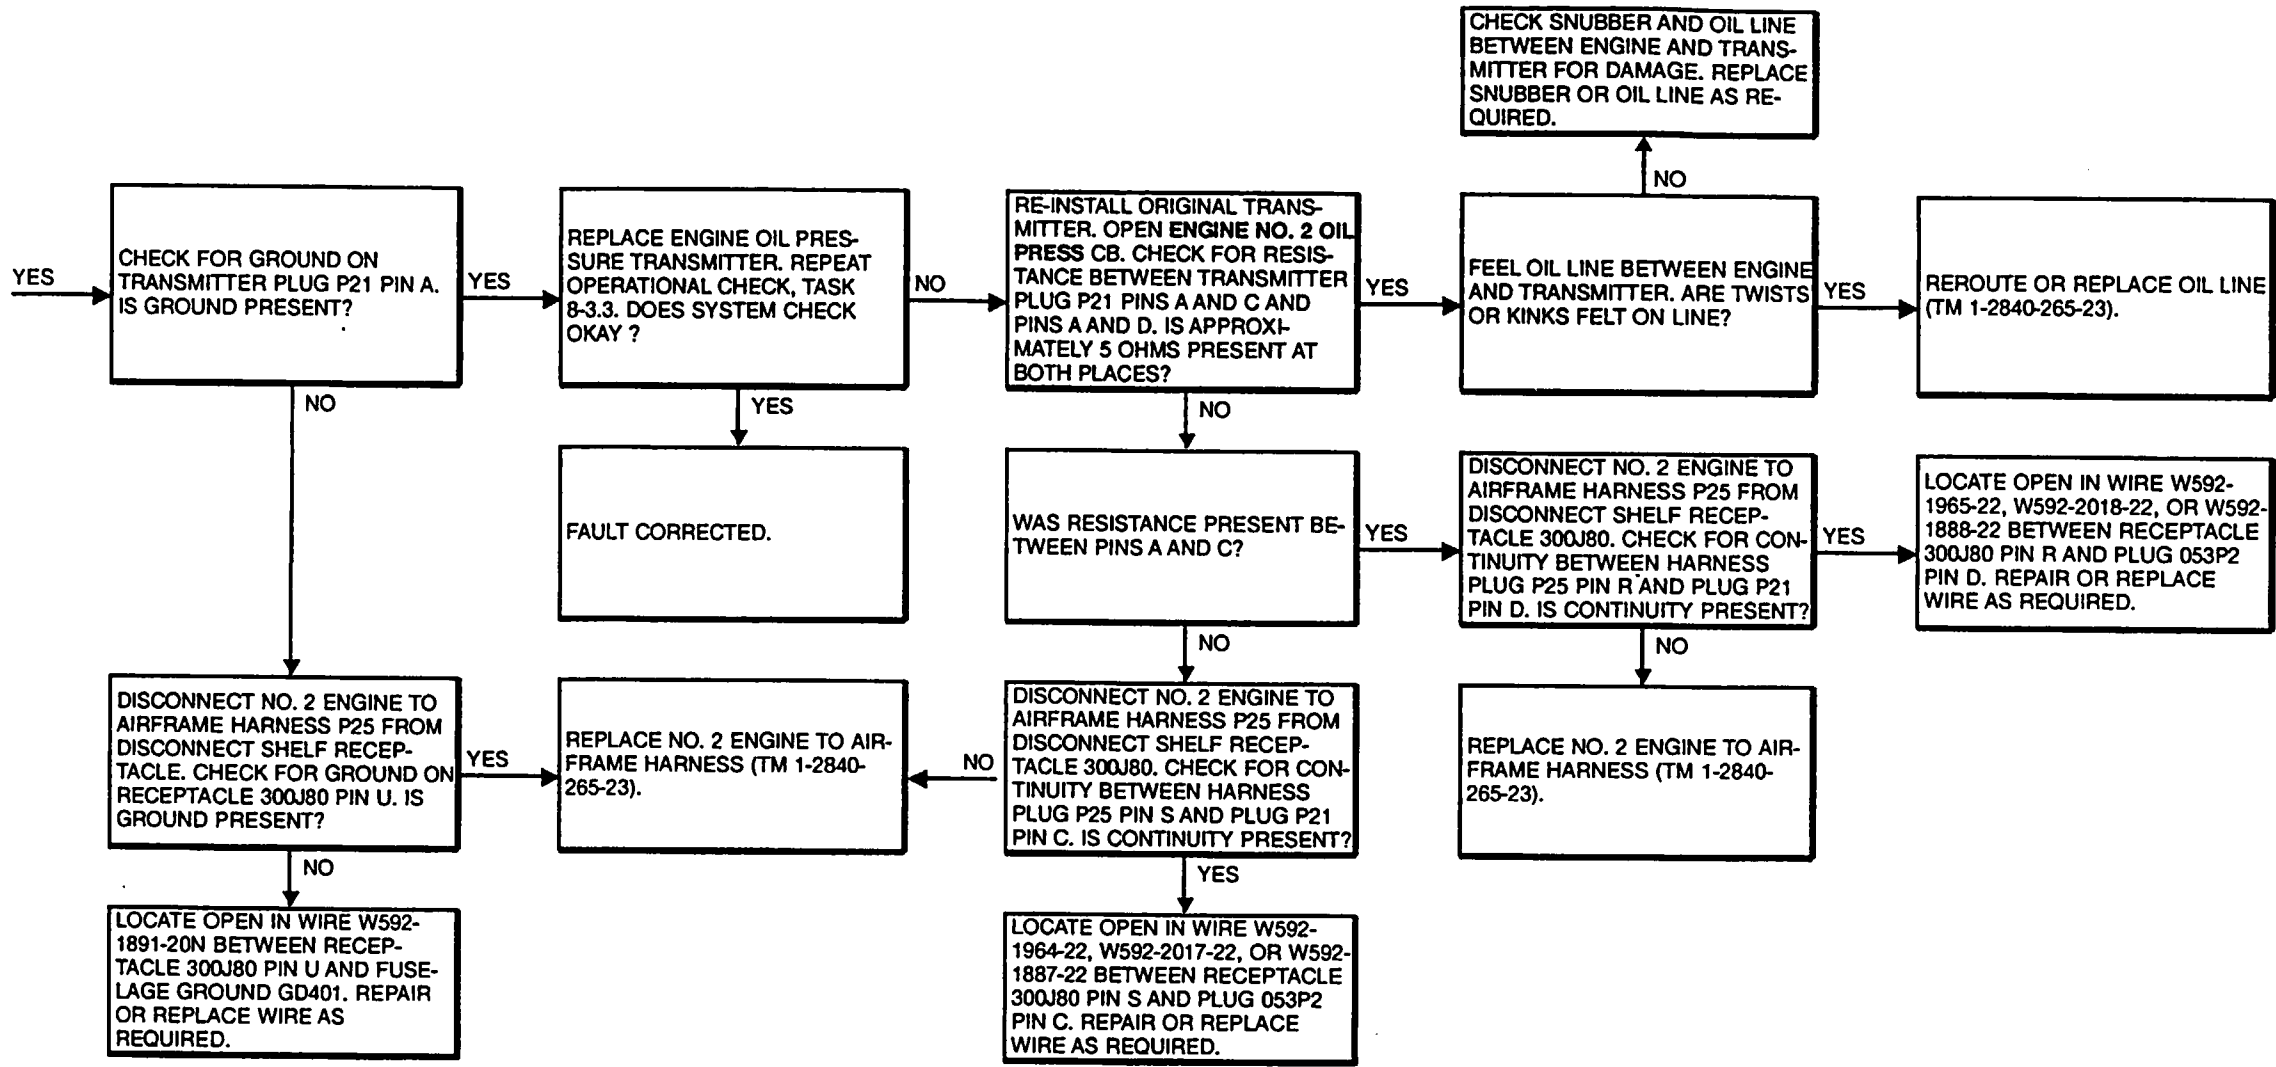 CHECK SNUBBER AND OIL LINE
BETWEEN ENGINE AND TRANS-
MITTER FOR DAMAGE. REPLACE
SNUBBER OR OIL LINE AS RE-
QUIRED.
NO
YES
CHECK FOR GROUND ON
TRANSMITTER PLUG P21 PIN A.
IS GROUND PRESENT?
YES
NO
REPLACE ENGINE OIL PRES-
SURE TRANSMITTER. REPEAT
OPERATIONAL CHECK, TASK
8-3.3. DOES SYSTEM CHECK
OKAY ?
NO
YES
RE-INSTALL ORIGINAL TRANS-
MITTER. OPEN ENGINE NO. 2 OIL
PRESS CB. CHECK FOR RESIS-
TANCE BETWEEN TRANSMITTER
PLUG P21 PINS A AND C AND
PINS A AND D. IS APPROXI-
MATELY 5 OHMS PRESENT AT
BOTH PLACES?
YES
NO
FEEL OIL LINE BETWEEN ENGINE
AND TRANSMITTER. ARE TWISTS
OR KINKS FELT ON LINE?
YES
REROUTE OR REPLACE OIL LINE
(TM 1-2840-265-23).
FAULT CORRECTED.
WAS RESISTANCE PRESENT BE-
TWEEN PINS A AND C?
YES
NO
DISCONNECT NO. 2 ENGINE TO
AIRFRAME HARNESS P25 FROM
DISCONNECT SHELF RECEP-
TACLE 300J80. CHECK FOR CON-
TINUITY BETWEEN HARNESS
PLUG P25 PIN R AND PLUG P21
PIN D. IS CONTINUITY PRESENT?
YES
NO
LOCATE OPEN IN WIRE W592-
1965-22, W592-2018-22, OR W592-
1888-22 BETWEEN RECEPTACLE
300J80 PIN R AND PLUG 053P2
PIN D. REPAIR OR REPLACE
WIRE AS REQUIRED.
DISCONNECT NO. 2 ENGINE TO
AIRFRAME HARNESS P25 FROM
DISCONNECT SHELF RECEP-
TACLE. CHECK FOR GROUND ON
RECEPTACLE 300J80 PIN U. IS
GROUND PRESENT?
YES
NO
REPLACE NO. 2 ENGINE TO AIR-
FRAME HARNESS (TM 1-2840-
265-23).
NO
DISCONNECT NO. 2 ENGINE TO
AIRFRAME HARNESS P25 FROM
DISCONNECT SHELF RECEP-
TACLE 300J80. CHECK FOR CON-
TINUITY BETWEEN HARNESS
PLUG P25 PIN S AND PLUG P21
PIN C. IS CONTINUITY PRESENT?
YES
REPLACE NO. 2 ENGINE TO AIR-
FRAME HARNESS (TM 1-2840-
265-23).
LOCATE OPEN IN WIRE W592-
1891-20N BETWEEN RECEP-
TACLE 300J80 PIN U AND FUSE-
LAGE GROUND GD401. REPAIR
OR REPLACE WIRE AS
REQUIRED.
LOCATE OPEN IN WIRE W592-
1964-22, W592-2017-22, OR W592-
1887-22 BETWEEN RECEPTACLE
300J80 PIN S AND PLUG 053P2
PIN C. REPAIR OR REPLACE
WIRE AS REQUIRED.